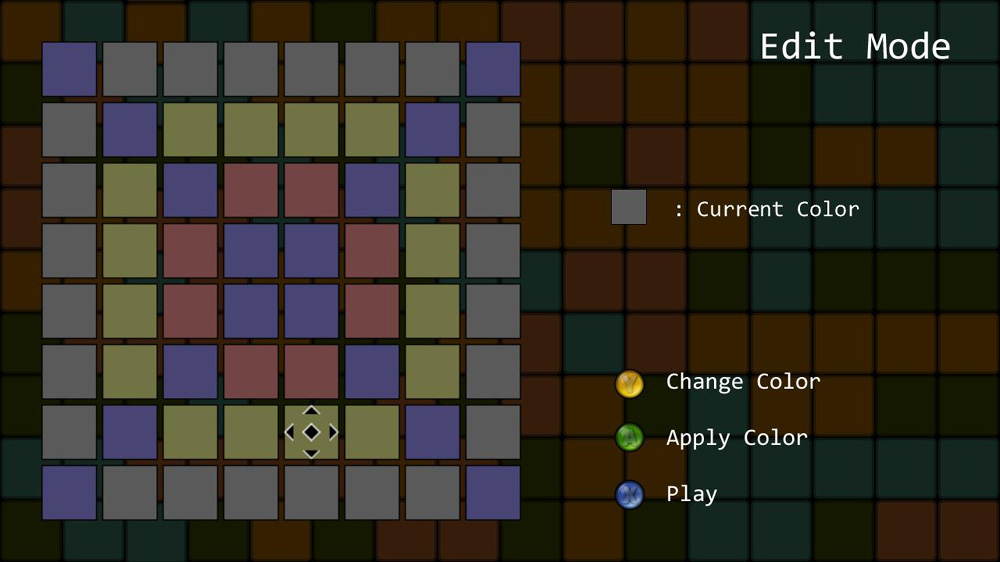 Edit Mode
: Current Color
Y Change Color
A Apply Color
X Play